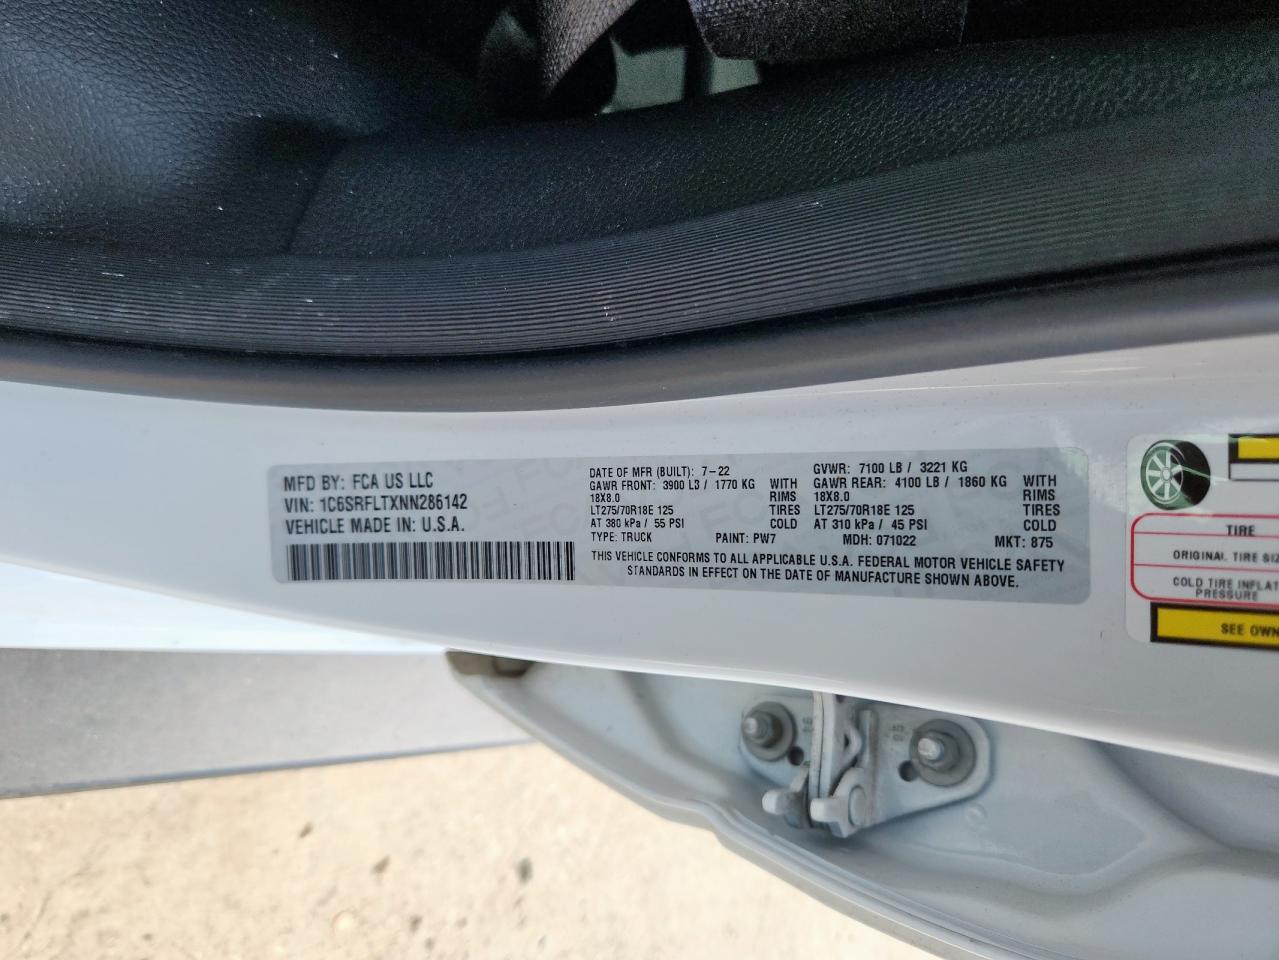 MFD BY: FCA US LLC
VIN: 1C6SRFLTXNN286142
VEHICLE MADE IN: U.S.A.
DATE OF MFR (BUILT): 7-22
GAWR FRONT: 3900 LB / 1770 KG WITH
18X8.0 RIMS
LT275/70R18E 125 TIRES
AT 380 kPa / 55 PSI COLD
TYPE: TRUCK PAINT: PW7
GVWR: 7100 LB / 3221 KG
GAWR REAR: 4100 LB / 1860 KG WITH
18X8.0 RIMS
LT275/70R18E 125 TIRES
AT 310 kPa / 45 PSI COLD
MDH: 071022 MKT: 875
THIS VEHICLE CONFORMS TO ALL APPLICABLE U.S.A. FEDERAL MOTOR VEHICLE SAFETY
STANDARDS IN EFFECT ON THE DATE OF MANUFACTURE SHOWN ABOVE.
TIRE
ORIGINAL TIRE SIZ
COLD TIRE INFLAT
PRESSURE
SEE OWN